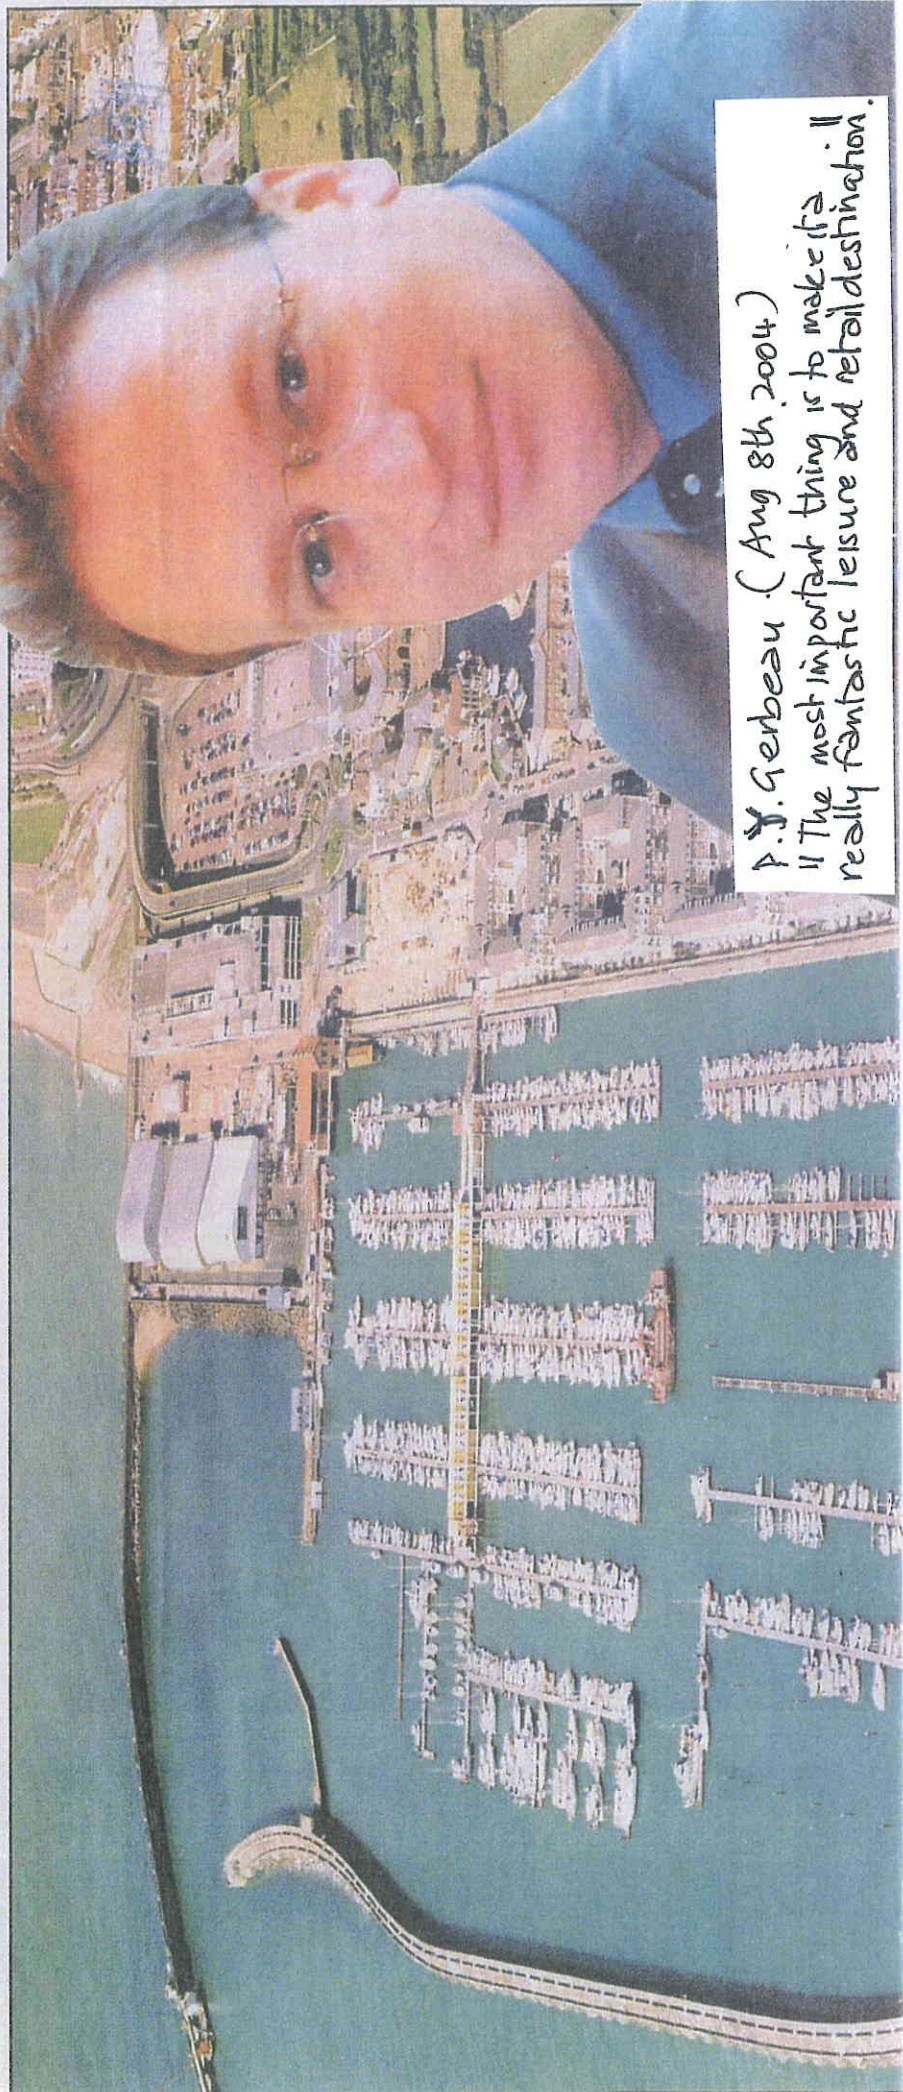 P.Y. Gerbeau. (Aug 8th. 2004)
" The most important thing is to make it a
really fantastic leisure and retail destination. "